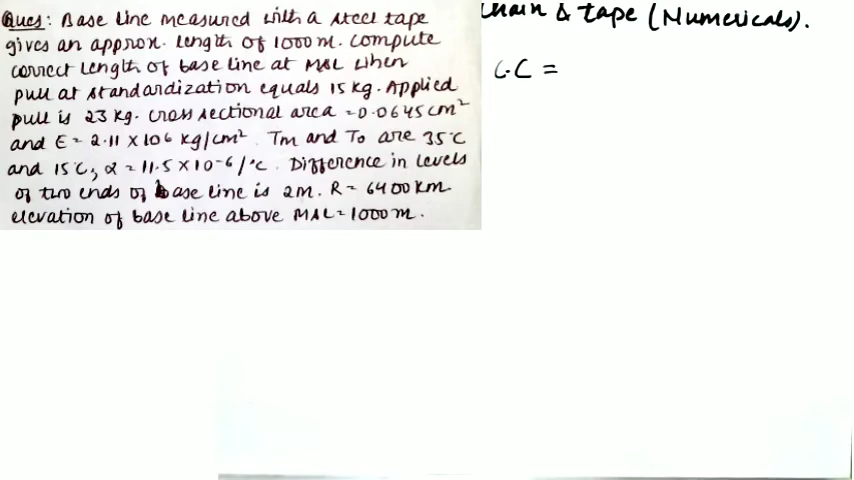 Ques: Base line measured with a steel tape
gives an approx. length of 1000m. compute
correct length of base line at MSL when
pull at standardization equals 15 kg. Applied
pull is 23 kg. cross sectional area = 0.0645 cm²
and E = 2.11 × 106 kg/cm². Tm and To are 35°C
and 15°C, α = 11.5 × 10-6/°C. Difference in levels
of two ends of base line is 2m. R = 6400 km
elevation of base line above MSL = 1000m.
Chain & tape (Numericals).
C.C =